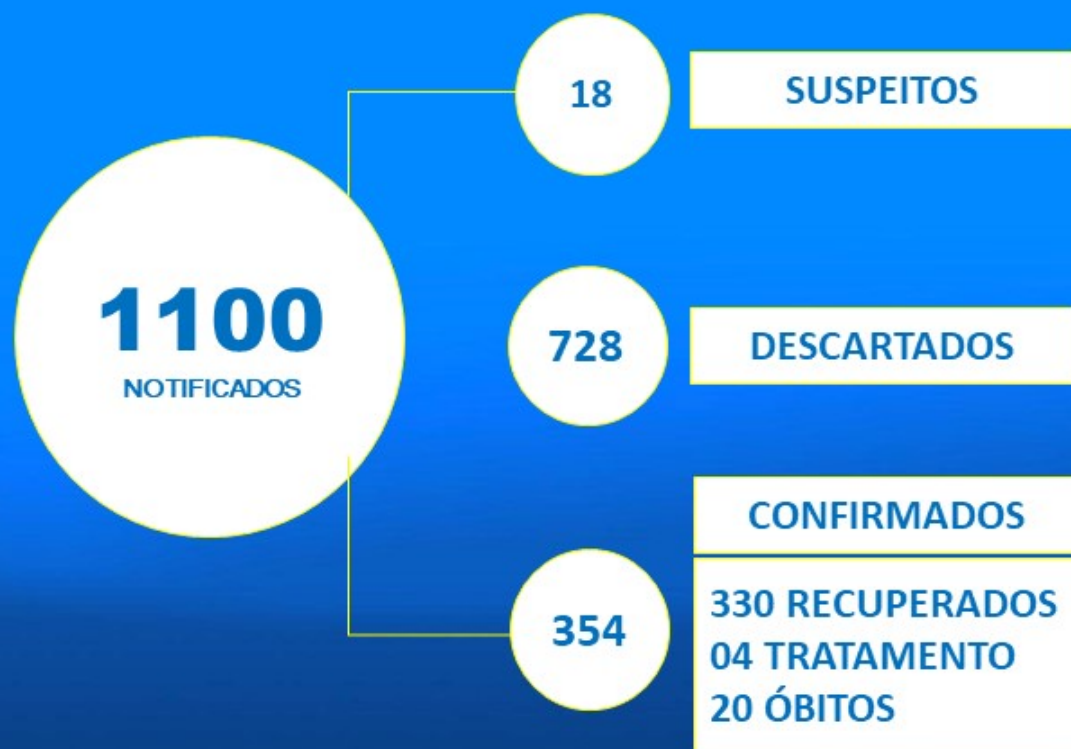 1100
NOTIFICADOS
18
SUSPEITOS
728
DESCARTADOS
354
CONFIRMADOS
330 RECUPERADOS
04 TRATAMENTO
20 ÓBITOS